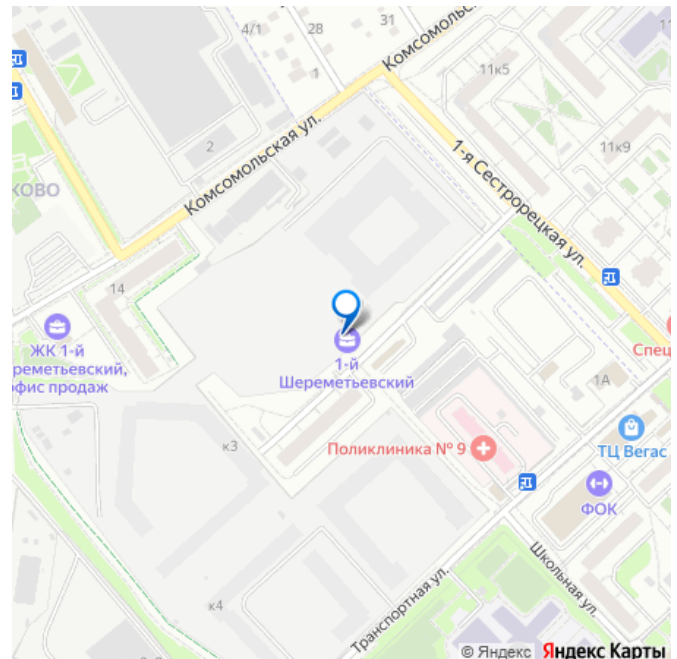 4/1
28
31
Комсомольск
11к5
1
2
Комсомольская ул.
1-я Сестрорецкая ул.
11к9
КОВО
14
ЖК 1-й
реметьевский,
офис продаж
1-й
Шереметьевский
Спец
1А
к3
Поликлиника № 9
ТЦ Вегас
ФОК
Школьная ул.
Транспортная ул.
к4
© Яндекс Яндекс Карты